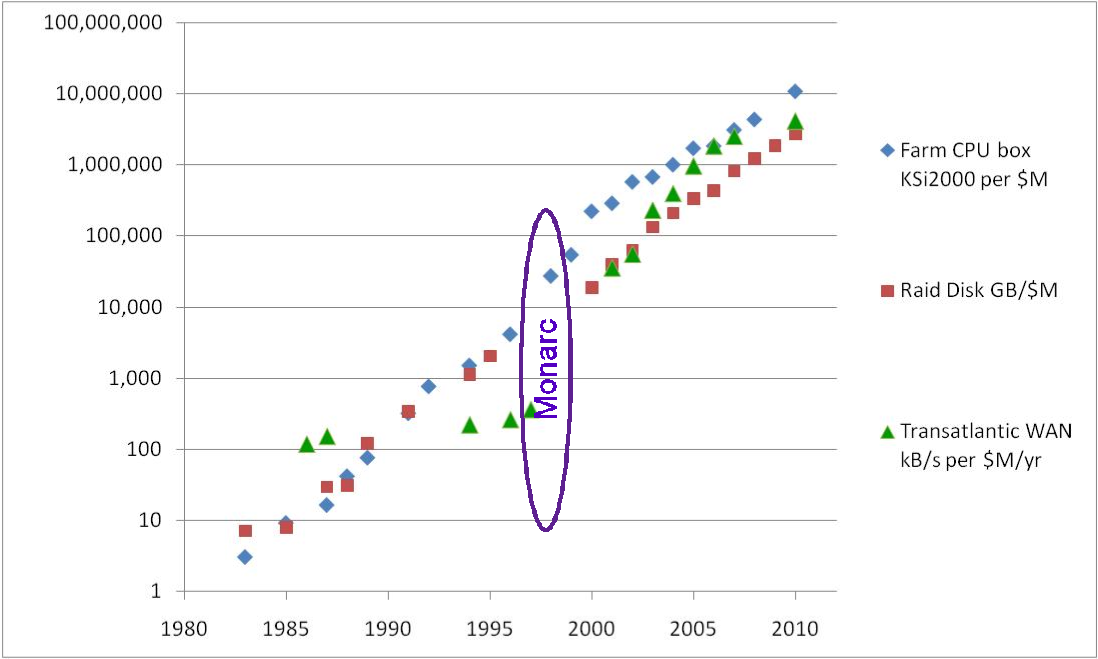 100,000,000
10,000,000
1,000,000
100,000
10,000
1,000
100
10
1
1980 1985 1990 1995 2000 2005 2010
Monarc
Farm CPU box
KSi2000 per $M
Raid Disk GB/$M
Transatlantic WAN
kB/s per $M/yr